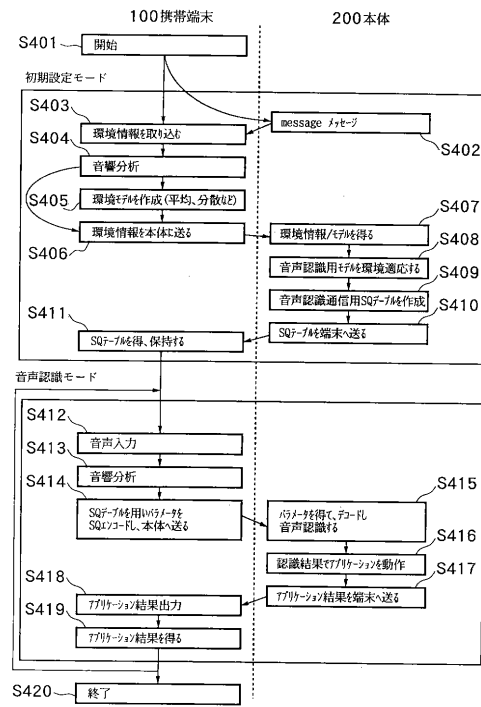 100携帯端末
200本体
S401
開始
初期設定モード
S403
環境情報を取り込む
message メッセージ
S402
S404
音響分析
S405
環境モデルを作成(平均、分散など)
S406
環境情報を本体に送る
S407
環境情報/モデルを得る
S408
音声認識用モデルを環境適応する
S409
音声認識通信用SQテーブルを作成
S410
SQテーブルを端末へ送る
S411
SQテーブルを得、保持する
音声認識モード
S412
音声入力
S413
音響分析
S414
SQテーブルを用いパラメータを
SQエンコードし、本体へ送る
S415
パラメータを得て、デコードし
音声認識する
S416
認識結果でアプリケーションを動作
S417
アプリケーション結果を端末へ送る
S418
アプリケーション結果出力
S419
アプリケーション結果を得る
S420
終了